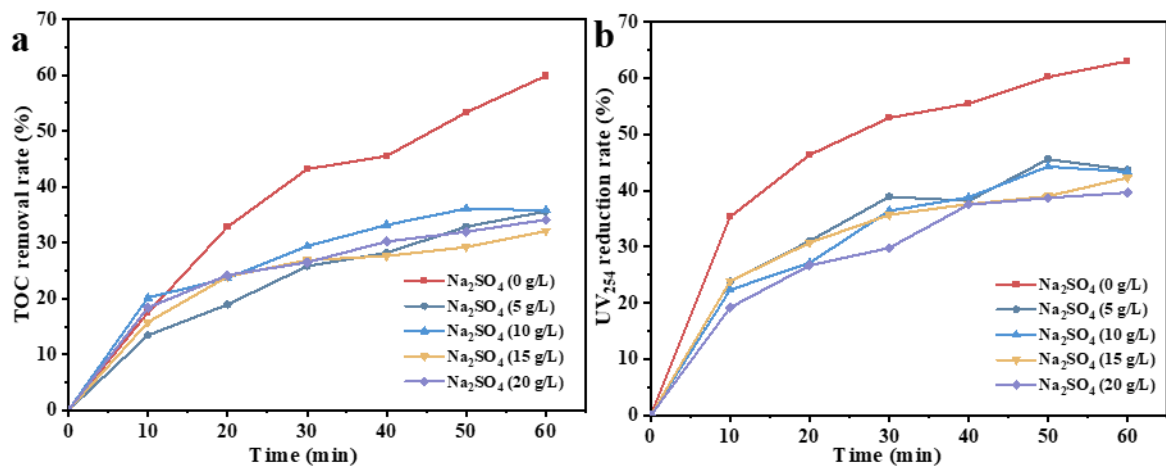 a
TOC removal rate (%)
70
60
50
40
30
20
10
0
0 10 20 30 40 50 60
Time (min)
Na₂SO₄ (0 g/L)
Na₂SO₄ (5 g/L)
Na₂SO₄ (10 g/L)
Na₂SO₄ (15 g/L)
Na₂SO₄ (20 g/L)
b
UV₂₅₄ reduction rate (%)
70
60
50
40
30
20
10
0
0 10 20 30 40 50 60
Time (min)
Na₂SO₄ (0 g/L)
Na₂SO₄ (5 g/L)
Na₂SO₄ (10 g/L)
Na₂SO₄ (15 g/L)
Na₂SO₄ (20 g/L)